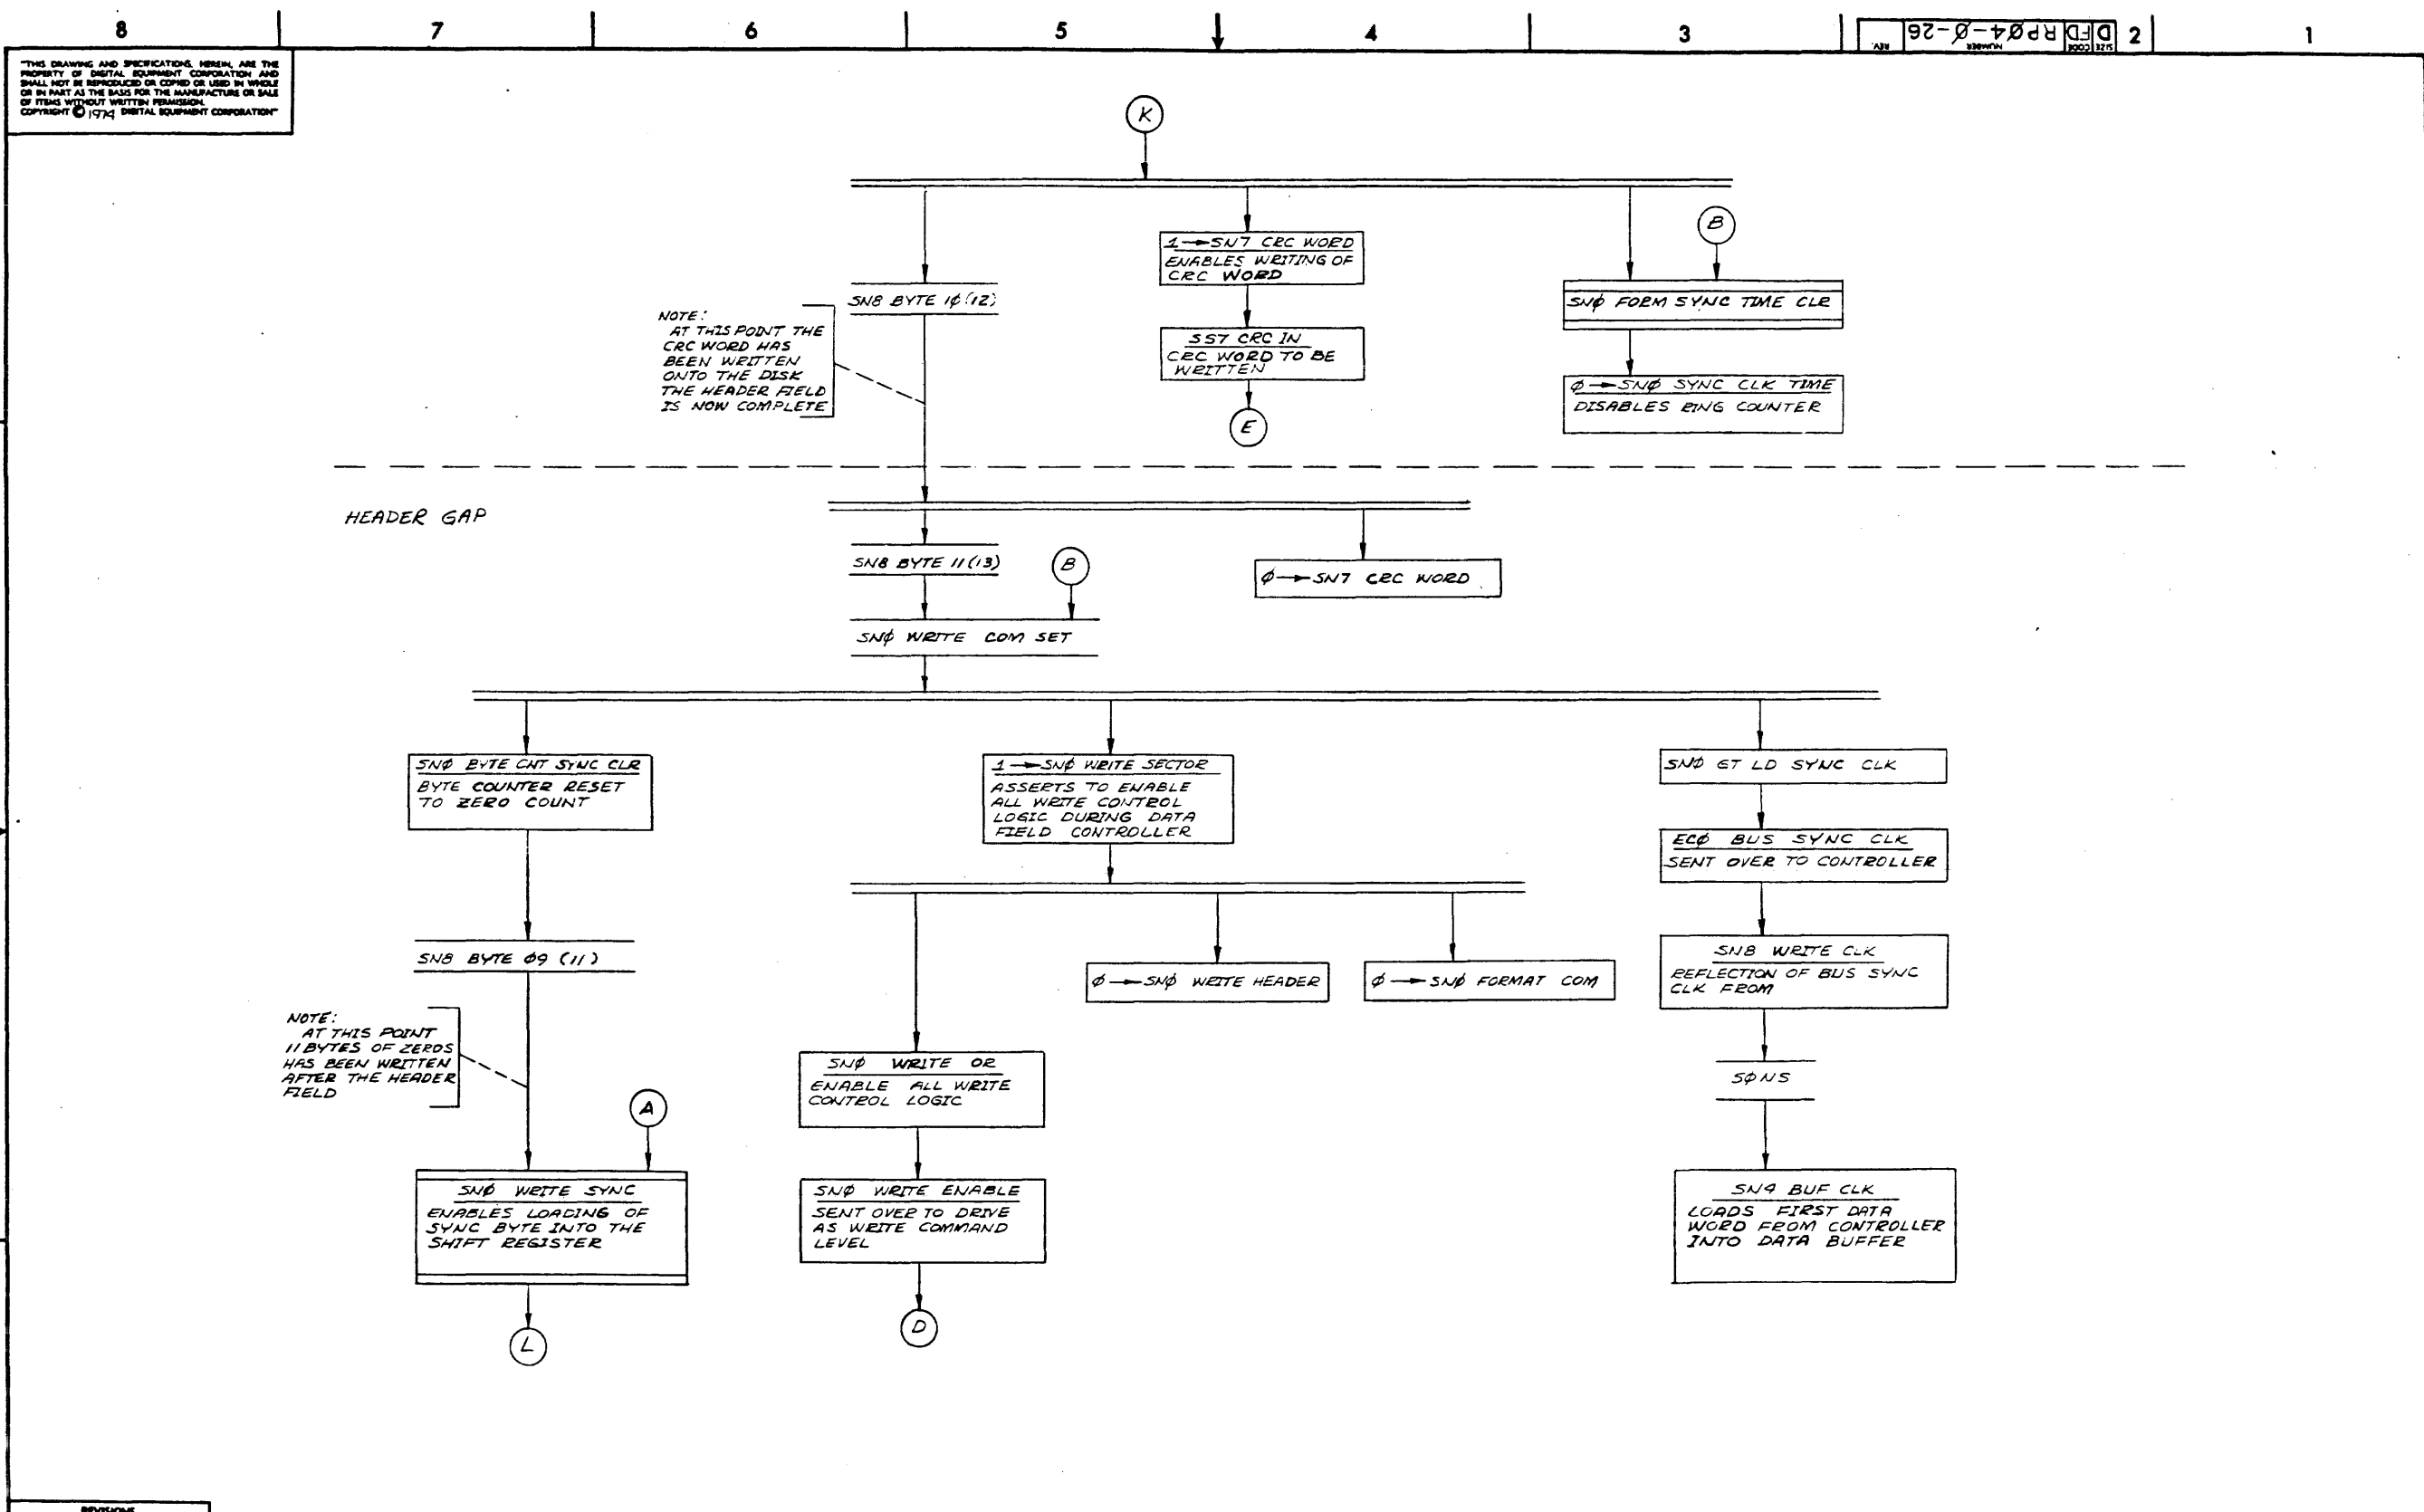 8 7 6 5 4 3 2 1
SIZE CODE NUMBER REV.
D FD RP04-Ø-26
"THIS DRAWING AND SPECIFICATIONS, HEREIN, ARE THE
PROPERTY OF DIGITAL EQUIPMENT CORPORATION AND
SHALL NOT BE REPRODUCED OR COPIED OR USED IN WHOLE
OR IN PART AS THE BASIS FOR THE MANUFACTURE OR SALE
OF ITEMS WITHOUT WRITTEN PERMISSION.
COPYRIGHT © 1974 DIGITAL EQUIPMENT CORPORATION"
K
SN8 BYTE 1Ø(12)
NOTE:
AT THIS POINT THE
CRC WORD HAS
BEEN WRITTEN
ONTO THE DISK
THE HEADER FIELD
IS NOW COMPLETE
1→SN7 CRC WORD
ENABLES WRITING OF
CRC WORD
SS7 CRC IN
CRC WORD TO BE
WRITTEN
E
B
SNØ FORM SYNC TIME CLR
Ø→SNØ SYNC CLK TIME
DISABLES RING COUNTER
HEADER GAP
SN8 BYTE 11(13)
B
Ø→SN7 CRC WORD
SNØ WRITE COM SET
SNØ BYTE CNT SYNC CLR
BYTE COUNTER RESET
TO ZERO COUNT
SN8 BYTE Ø9 (11)
NOTE:
AT THIS POINT
11 BYTES OF ZEROS
HAS BEEN WRITTEN
AFTER THE HEADER
FIELD
A
SNØ WRITE SYNC
ENABLES LOADING OF
SYNC BYTE INTO THE
SHIFT REGISTER
L
1→SNØ WRITE SECTOR
ASSERTS TO ENABLE
ALL WRITE CONTROL
LOGIC DURING DATA
FIELD CONTROLLER
Ø→SNØ WRITE HEADER
Ø→SNØ FORMAT COM
SNØ WRITE OR
ENABLE ALL WRITE
CONTROL LOGIC
SNØ WRITE ENABLE
SENT OVER TO DRIVE
AS WRITE COMMAND
LEVEL
D
SNØ GT LD SYNC CLK
ECØ BUS SYNC CLK
SENT OVER TO CONTROLLER
SN8 WRITE CLK
REFLECTION OF BUS SYNC
CLK FROM
5ØNS
SN9 BUF CLK
LOADS FIRST DATA
WORD FROM CONTROLLER
INTO DATA BUFFER
REVISIONS